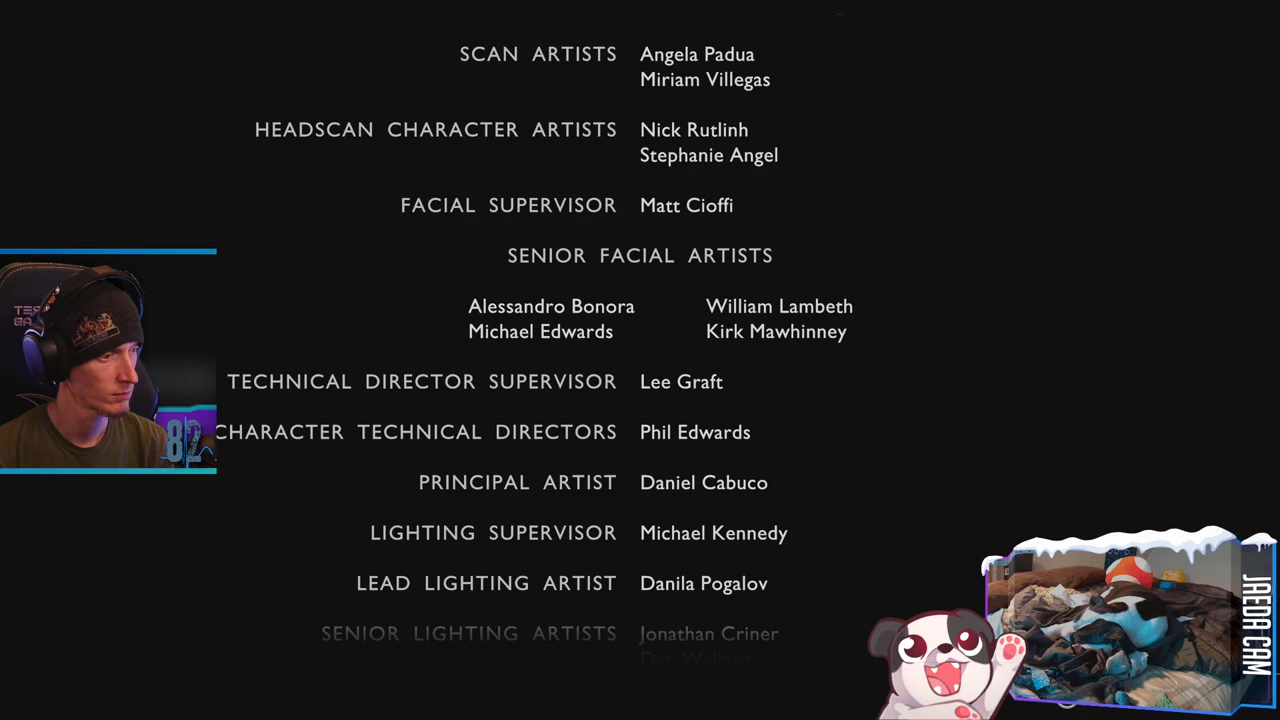 SCAN ARTISTS Angela Padua
Miriam Villegas
HEADSCAN CHARACTER ARTISTS Nick Rutlinh
Stephanie Angel
FACIAL SUPERVISOR Matt Cioffi
SENIOR FACIAL ARTISTS
Alessandro Bonora William Lambeth
Michael Edwards Kirk Mawhinney
TECHNICAL DIRECTOR SUPERVISOR Lee Graft
CHARACTER TECHNICAL DIRECTORS Phil Edwards
82
PRINCIPAL ARTIST Daniel Cabuco
LIGHTING SUPERVISOR Michael Kennedy
LEAD LIGHTING ARTIST Danila Pogalov
SENIOR LIGHTING ARTISTS Jonathan Criner
Dan Wallace
JAEDA CAM